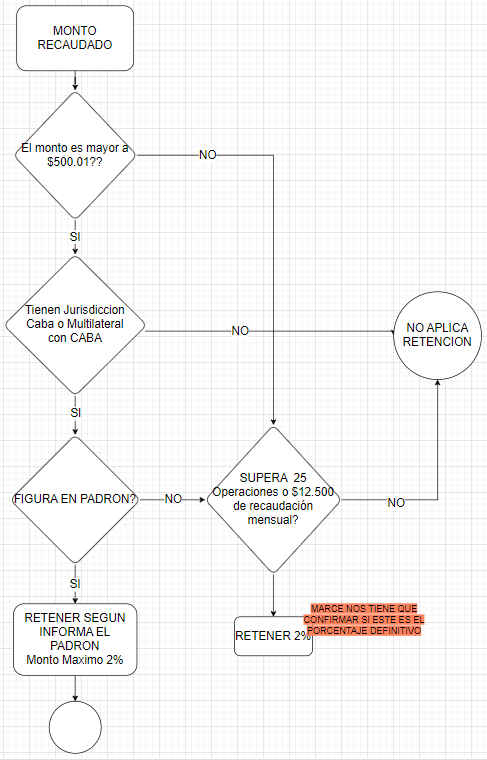 MONTO
RECAUDADO
El monto es mayor a
$500.01??
NO
SI
Tienen Jurisdiccion
Caba o Multilateral
con CABA
NO
NO APLICA
RETENCION
SI
FIGURA EN PADRON?
NO
SUPERA 25
Operaciones o $12.500
de recaudación
mensual?
NO
SI
RETENER SEGUN
INFORMA EL
PADRON
Monto Maximo 2%
RETENER 2%
MARCE NOS TIENE QUE
CONFIRMAR SI ESTE ES EL
PORCENTAJE DEFINITIVO